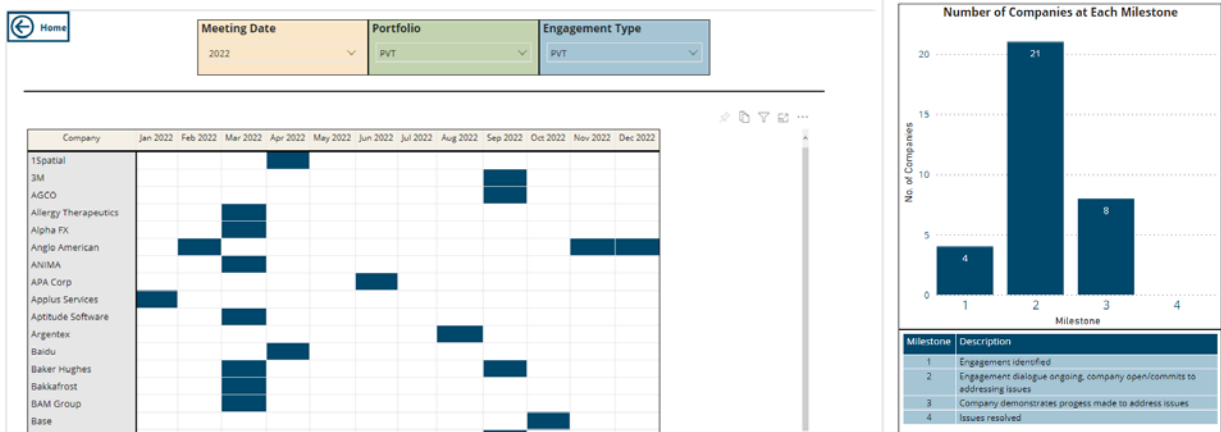 Home
Meeting Date
2022
Portfolio
PVT
Engagement Type
PVT
Company Jan 2022 Feb 2022 Mar 2022 Apr 2022 May 2022 Jun 2022 Jul 2022 Aug 2022 Sep 2022 Oct 2022 Nov 2022 Dec 2022
1Spatial
3M
AGCO
Allergy Therapeutics
Alpha FX
Anglo American
ANIMA
APA Corp
Applus Services
Aptitude Software
Argentex
Baidu
Baker Hughes
Bakkafrost
BAM Group
Base
Number of Companies at Each Milestone
No. of Companies
20
15
10
5
0
4
21
8
1 2 3 4
Milestone
Milestone Description
1 Engagement identified
2 Engagement dialogue ongoing, company open/commits to
addressing issues
3 Company demonstrates progess made to address issues
4 Issues resolved